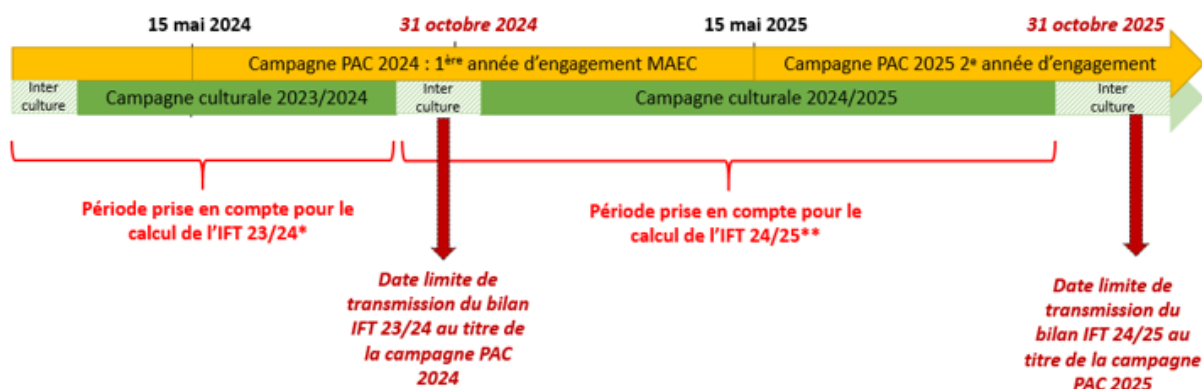 15 mai 2024
31 octobre 2024
15 mai 2025
31 octobre 2025
Campagne PAC 2024 : 1ère année d'engagement MAEC
Campagne PAC 2025 2e année d'engagement
Inter
culture
Campagne culturale 2023/2024
Inter
culture
Campagne culturale 2024/2025
Inter
culture
Période prise en compte pour le
calcul de l'IFT 23/24*
Période prise en compte pour le
calcul de l'IFT 24/25**
Date limite de
transmission du bilan
IFT 23/24 au titre de
la campagne PAC
2024
Date limite de
transmission du
bilan IFT 24/25 au
titre de la campagne
PAC 2025